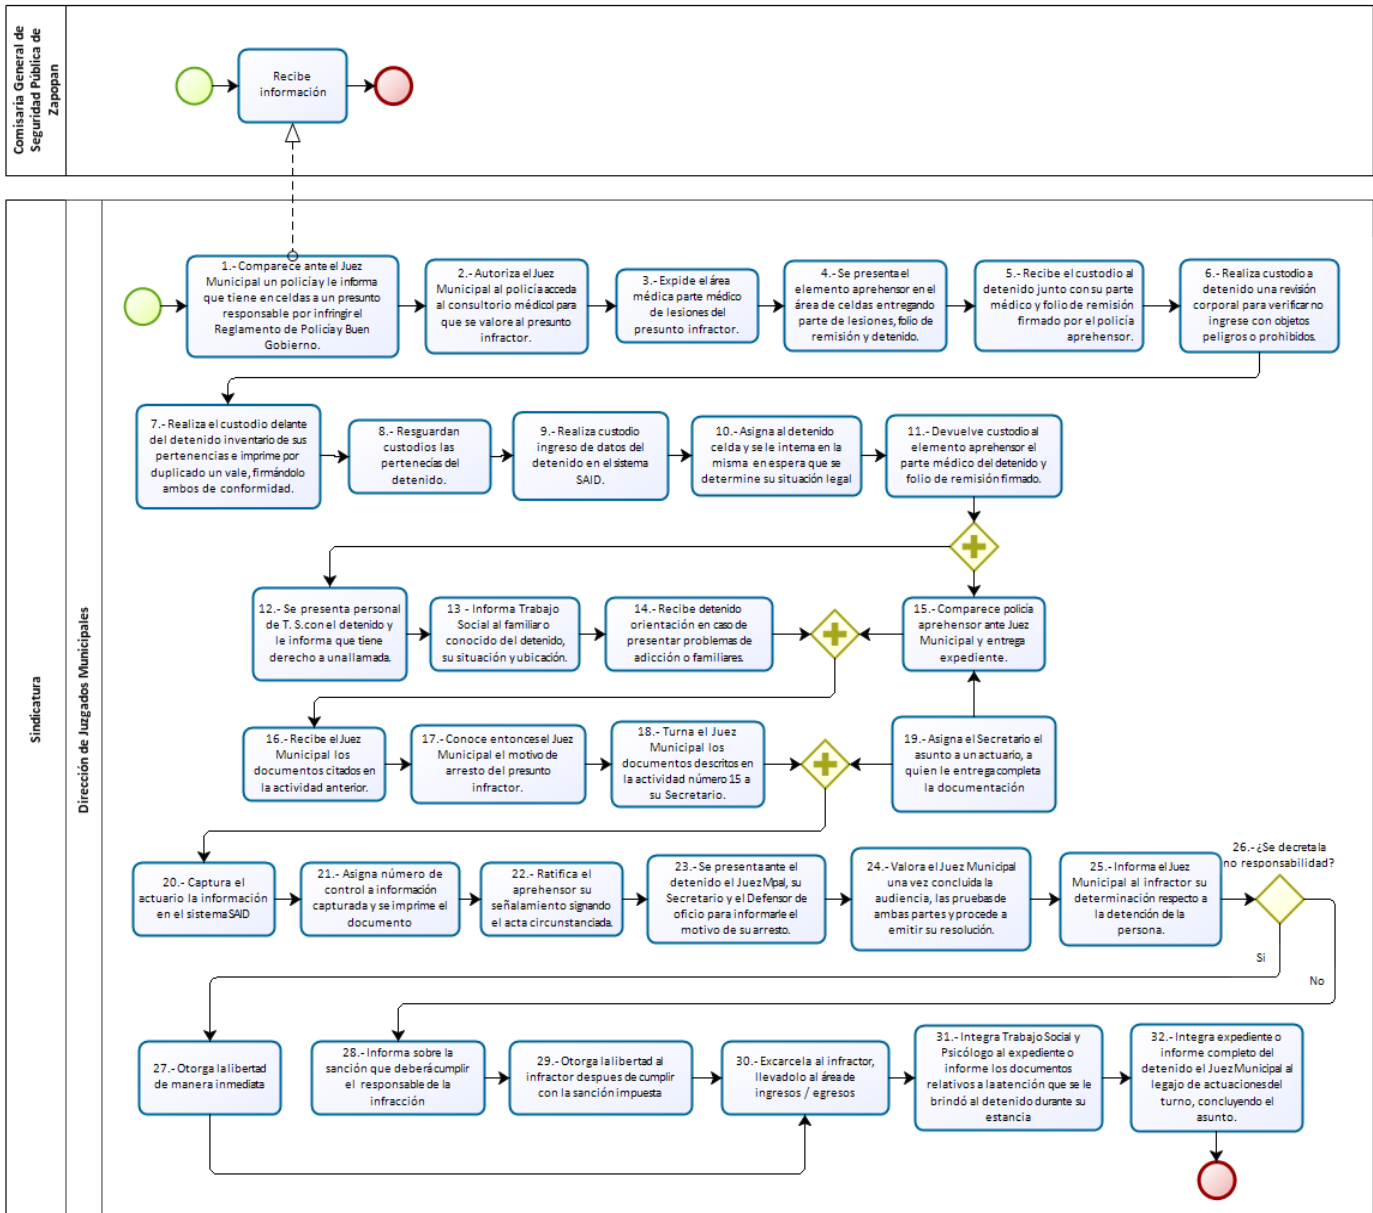 Comisaría General de
Seguridad Pública de
Zapopan
Recibe
información
Sindicatura
Dirección de Juzgados Municipales
1.- Comparece ante el Juez
Municipal un policía y le informa
que tiene en celdas a un presunto
responsable por infringir el
Reglamento de Policía y Buen
Gobierno.
2.- Autoriza el Juez
Municipal al policía acceda
al consultorio médicol para
que se valore al presunto
infractor.
3.- Expide el área
médica parte médico
de lesiones del
presunto infractor.
4.- Se presenta el
elemento aprehensor en el
área de celdas entregando
parte de lesiones, folio de
remisión y detenido.
5.- Recibe el custodio al
detenido junto con su parte
médico y folio de remisión
firmado por el policía
aprehensor.
6.- Realiza custodio a
detenido una revisión
corporal para verificar no
ingrese con objetos
peligros o prohibidos.
7.- Realiza el custodio delante
del detenido inventario de sus
pertenencias e imprime por
duplicado un vale, firmándolo
ambos de conformidad.
8.- Resguardan
custodios las
pertenecías del
detenido.
9.- Realiza custodio
ingreso de datos del
detenido en el sistema
SAID.
10.- Asigna al detenido
celda y se le interna en la
misma en espera que se
determine su situación legal
11.- Devuelve custodio al
elemento aprehensor el
parte médico del detenido y
folio de remisión firmado.
12.- Se presenta personal
de T. S. con el detenido y
le informa que tiene
derecho a una llamada.
13 - Informa Trabajo
Social al familiar o
conocido del detenido,
su situación y ubicación.
14.- Recibe detenido
orientación en caso de
presentar problemas de
adicción o familiares.
15.- Comparece policía
aprehensor ante Juez
Municipal y entrega
expediente.
16.- Recibe el Juez
Municipal los
documentos citados en
la actividad anterior.
17.- Conoce entonces el Juez
Municipal el motivo de
arresto del presunto
infractor.
18.- Turna el Juez
Municipal los
documentos descritos en
la actividad número 15 a
su Secretario.
19.- Asigna el Secretario el
asunto a un actuario, a
quien le entrega completa
la documentación
20.- Captura el
actuario la información
en el sistema SAID
21.- Asigna número de
control a información
capturada y se imprime el
documento
22.- Ratifica el
aprehensor su
señalamiento signando
el acta circunstanciada.
23.- Se presenta ante el
detenido el Juez Mpal, su
Secretario y el Defensor de
oficio para informarle el
motivo de su arresto.
24.- Valora el Juez Municipal
una vez concluida la
audiencia, las pruebas de
ambas partes y procede a
emitir su resolución.
25.- Informa el Juez
Municipal al infractor su
determinación respecto a
la detención de la
persona.
26.- ¿Se decreta la
no responsabilidad?
Si
No
27.- Otorga la libertad
de manera inmediata
28.- Informa sobre la
sanción que deberá cumplir
el responsable de la
infracción
29.- Otorga la libertad al
infractor despues de cumplir
con la sanción impuesta
30.- Excarcela al infractor,
llevadolo al área de
ingresos / egresos
31.- Integra Trabajo Social y
Psicólogo al expediente o
informe los documentos
relativos a la atención que se le
brindó al detenido durante su
estancia
32.- Integra expediente o
informe completo del
detenido el Juez Municipal al
legajo de actuaciones del
turno, concluyendo el
asunto.